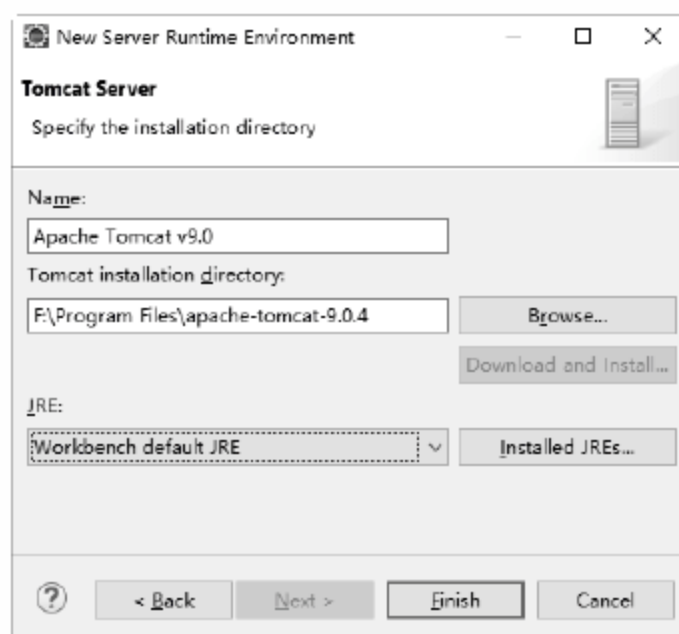 New Server Runtime Environment
Tomcat Server
Specify the installation directory
Name:
Apache Tomcat v9.0
Tomcat installation directory:
F:\Program Files\apache-tomcat-9.0.4
Browse...
Download and Install...
JRE:
Workbench default JRE
Installed JREs...
< Back
Next >
Finish
Cancel